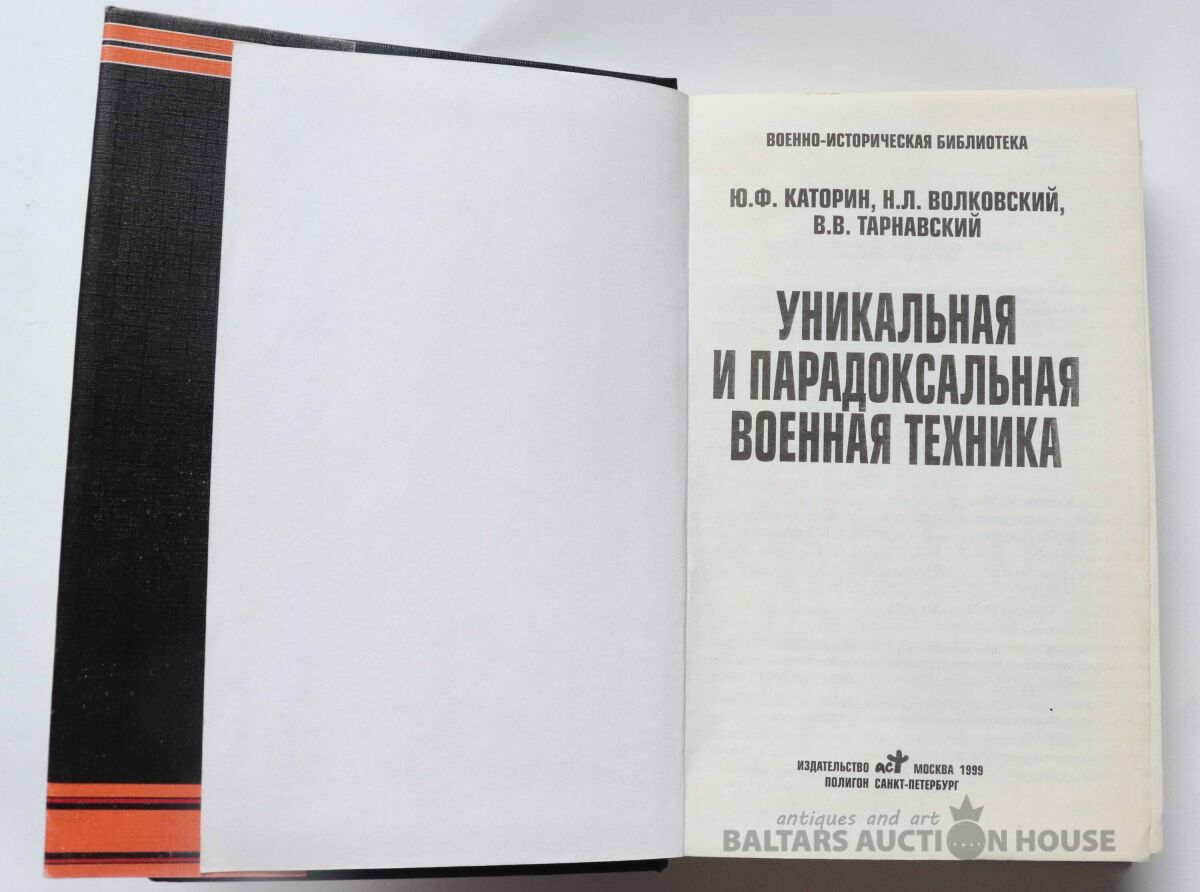 ВОЕННО-ИСТОРИЧЕСКАЯ БИБЛИОТЕКА
Ю.Ф. КАТОРИН, Н.Л. ВОЛКОВСКИЙ,
В.В. ТАРНАВСКИЙ
УНИКАЛЬНАЯ
И ПАРАДОКСАЛЬНАЯ
ВОЕННАЯ ТЕХНИКА
ИЗДАТЕЛЬСТВО аст МОСКВА 1999
ПОЛИГОН САНКТ-ПЕТЕРБУРГ
antiques and art
BALTARS AUCTION HOUSE